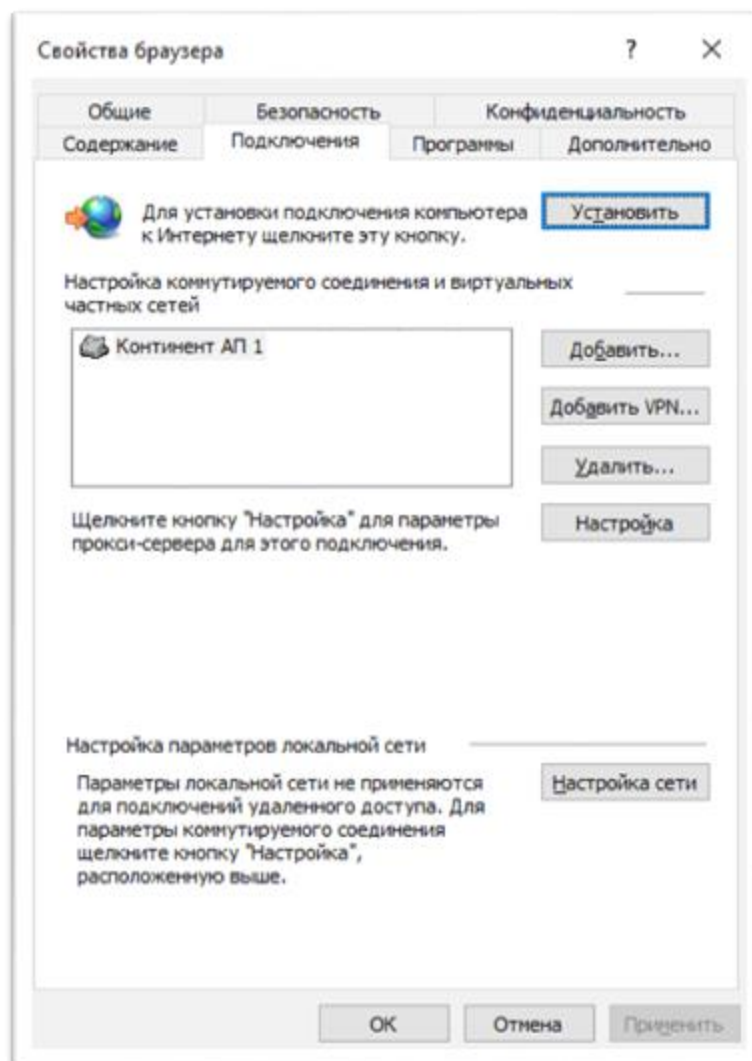 Свойства браузера ? ×
Общие Безопасность Конфиденциальность
Содержание Подключения Программы Дополнительно
Для установки подключения компьютера
к Интернету щелкните эту кнопку.
Установить
Настройка коммутируемого соединения и виртуальных
частных сетей
Континент АП 1
Добавить...
Добавить VPN...
Удалить...
Щелкните кнопку "Настройка" для параметры
прокси-сервера для этого подключения.
Настройка
Настройка параметров локальной сети
Параметры локальной сети не применяются
для подключений удаленного доступа. Для
параметры коммутируемого соединения
щелкните кнопку "Настройка",
расположенную выше.
Настройка сети
ОК Отмена Применить